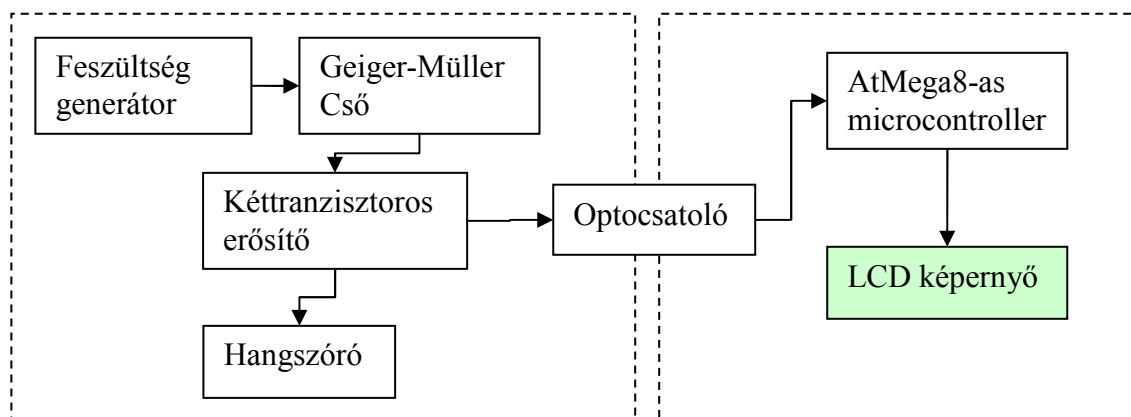 Feszültség
generátor
Geiger-Müller
Cső
Kéttranzisztoros
erősítő
Hangszóró
Optocsatoló
AtMega8-as
microcontroller
LCD képernyő